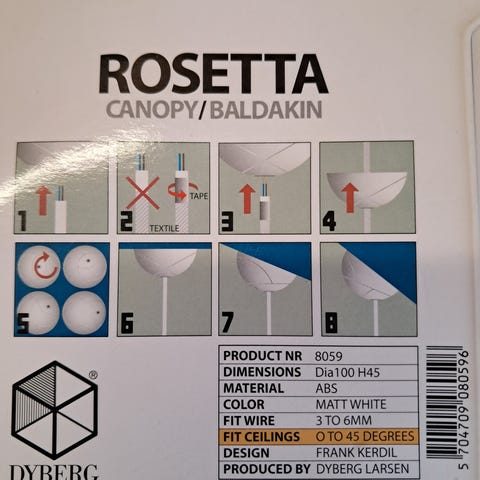 ROSETTA
CANOPY/BALDAKIN
1
2
TAPE
TEXTILE
3
4
5
6
7
8
PRODUCT NR 8059
DIMENSIONS Dia100 H45
MATERIAL ABS
COLOR MATT WHITE
FIT WIRE 3 TO 6MM
FIT CEILINGS O TO 45 DEGREES
DESIGN FRANK KERDIL
PRODUCED BY DYBERG LARSEN
5 704709 080596
®
DYBERG